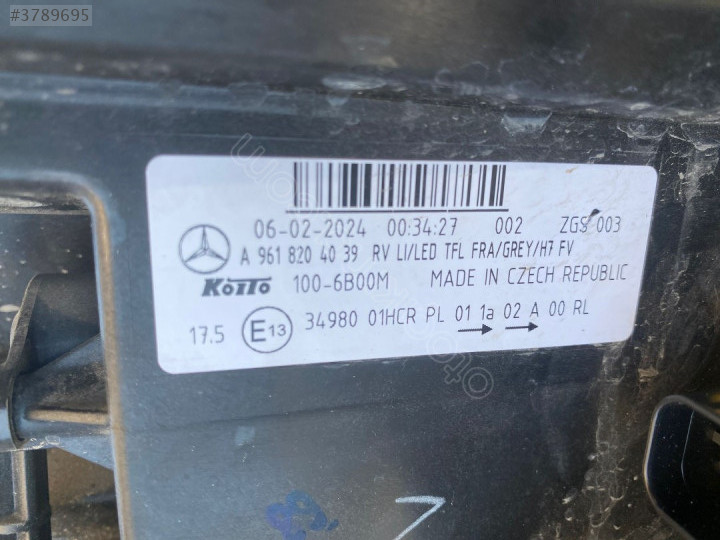 #3789695
06-02-2024 00:34:27 002 ZGS 003
A 961 820 40 39 RV LI/LED TFL FRA/GREY/H7 FV
100-6B00M MADE IN CZECH REPUBLIC
17.5 E13 34980 01HCR PL 01 1a 02 A 00 RL